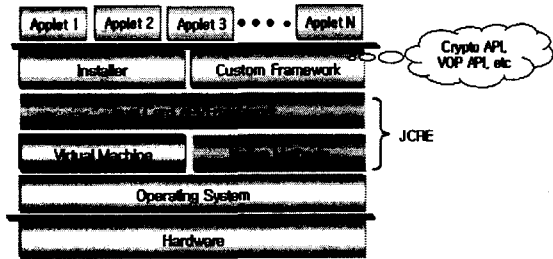 Applet 1 Applet 2 Applet 3 • • • • Applet N
Installer Custom Framework
Crypto API,
VOP API, etc
JCRE
Virtual Machine
Operating System
Hardware